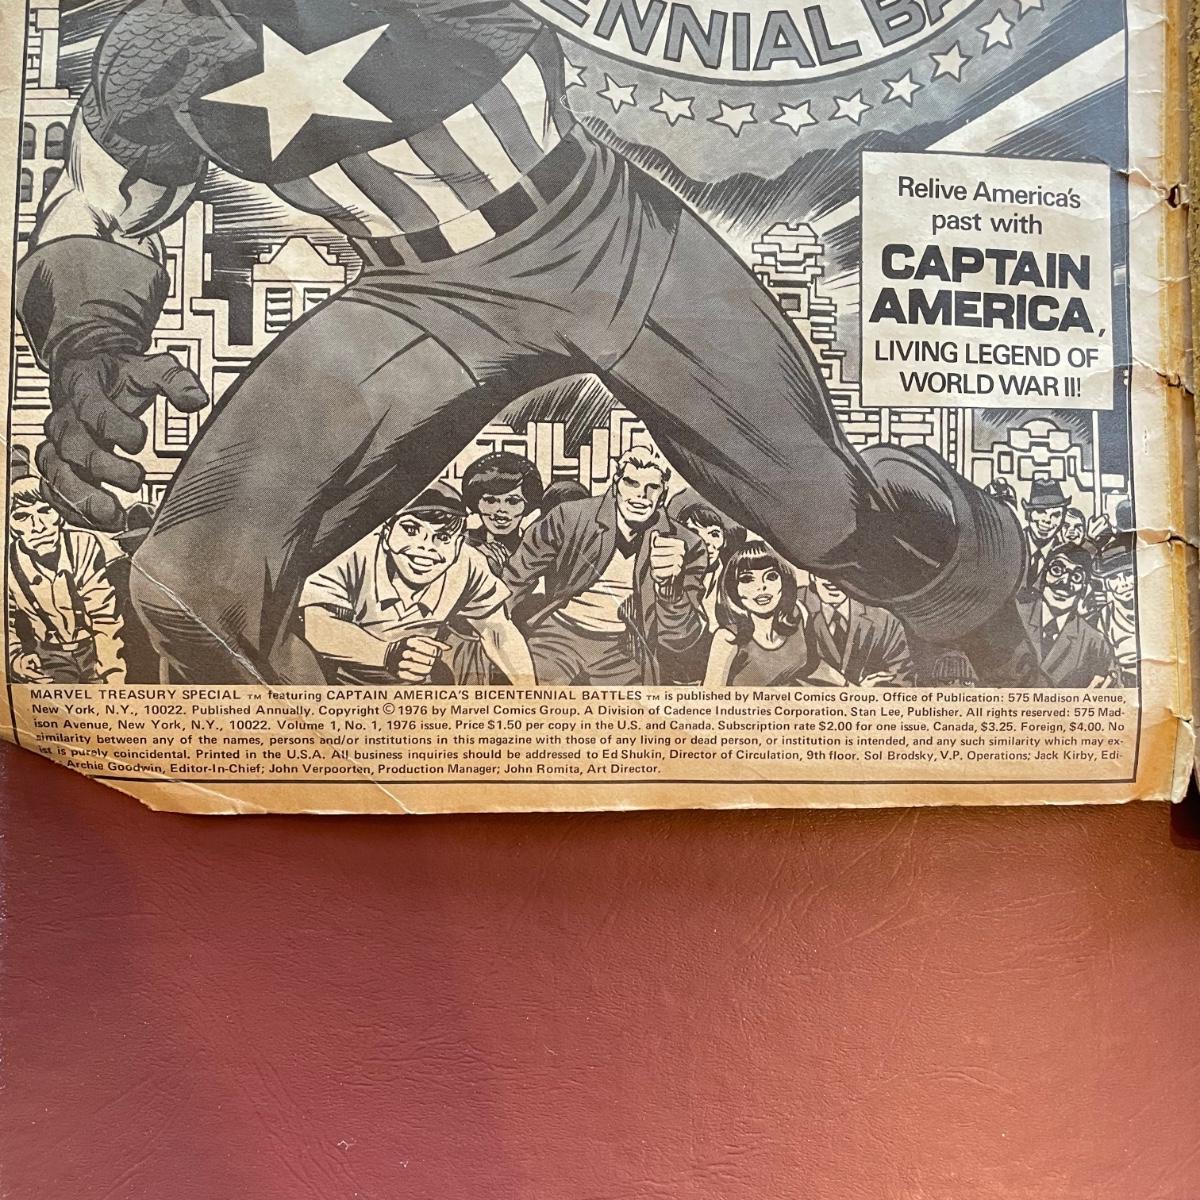 ENNIAL BA
Relive America's
past with
CAPTAIN
AMERICA,
LIVING LEGEND OF
WORLD WAR II!
MARVEL TREASURY SPECIAL TM featuring CAPTAIN AMERICA'S BICENTENNIAL BATTLES TM is published by Marvel Comics Group. Office of Publication: 575 Madison Avenue,
New York, N.Y., 10022. Published Annually. Copyright © 1976 by Marvel Comics Group. A Division of Cadence Industries Corporation. Stan Lee, Publisher. All rights reserved: 575 Mad-
ison Avenue, New York, N.Y., 10022. Volume 1, No. 1, 1976 issue. Price $1.50 per copy in the U.S. and Canada. Subscription rate $2.00 for one issue. Canada, $3.25. Foreign, $4.00. No
similarity between any of the names, persons and/or institutions in this magazine with those of any living or dead person, or institution is intended, and any such similarity which may ex-
ist is purely coincidental. Printed in the U.S.A. All business inquiries should be addressed to Ed Shukin, Director of Circulation, 9th floor. Sol Brodsky, V.P. Operations; Jack Kirby, Edi-
Archie Goodwin, Editor-In-Chief; John Verpoorten, Production Manager; John Romita, Art Director.